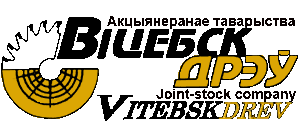 Акцыянеранае таварыства
ВІЦЕБСК
ДРЭЎ
Joint-stock company
VITEBSKDREV